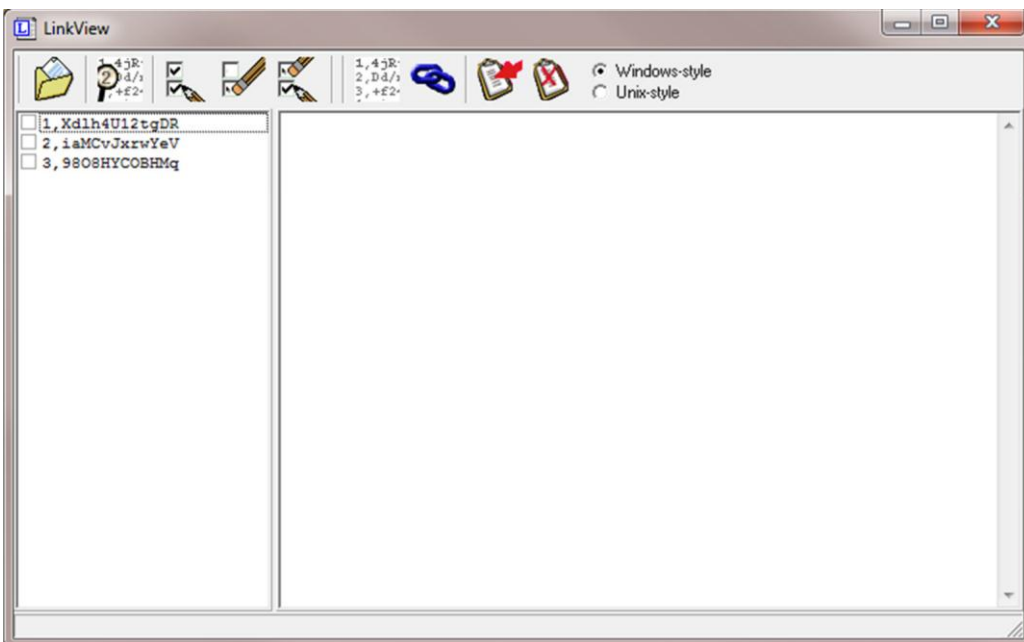 LinkView
Windows-style
Unix-style
1,Xdlh4U12tgDR
2,iaMCvJxrwYeV
3,98O8HYCOBHMq